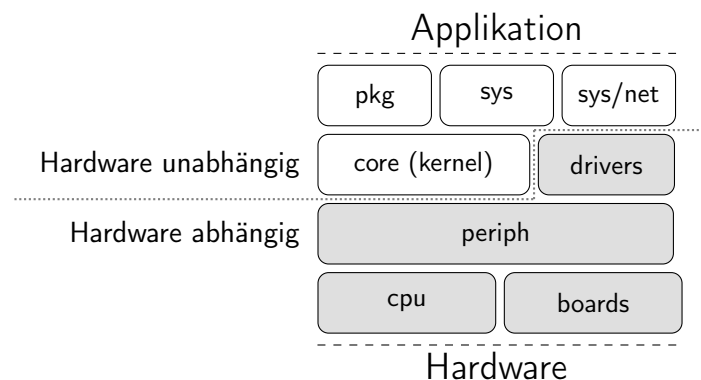 Applikation
pkg sys sys/net
Hardware unabhängig core (kernel) drivers
Hardware abhängig periph
cpu boards
Hardware